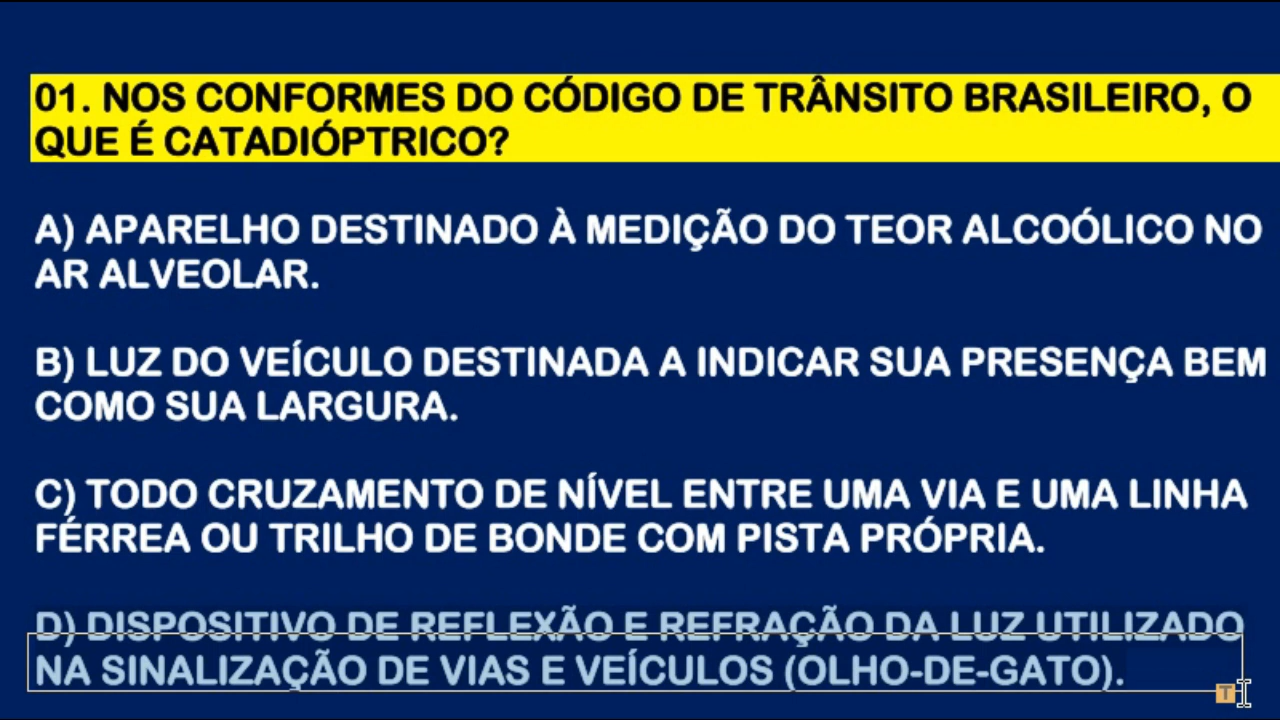 01. NOS CONFORMES DO CÓDIGO DE TRÂNSITO BRASILEIRO, O
QUE É CATADIÓPTRICO?
A) APARELHO DESTINADO À MEDIÇÃO DO TEOR ALCOÓLICO NO
AR ALVEOLAR.
B) LUZ DO VEÍCULO DESTINADA A INDICAR SUA PRESENÇA BEM
COMO SUA LARGURA.
C) TODO CRUZAMENTO DE NÍVEL ENTRE UMA VIA E UMA LINHA
FÉRREA OU TRILHO DE BONDE COM PISTA PRÓPRIA.
D) DISPOSITIVO DE REFLEXÃO E REFRAÇÃO DA LUZ UTILIZADO
NA SINALIZAÇÃO DE VIAS E VEÍCULOS (OLHO-DE-GATO).
T